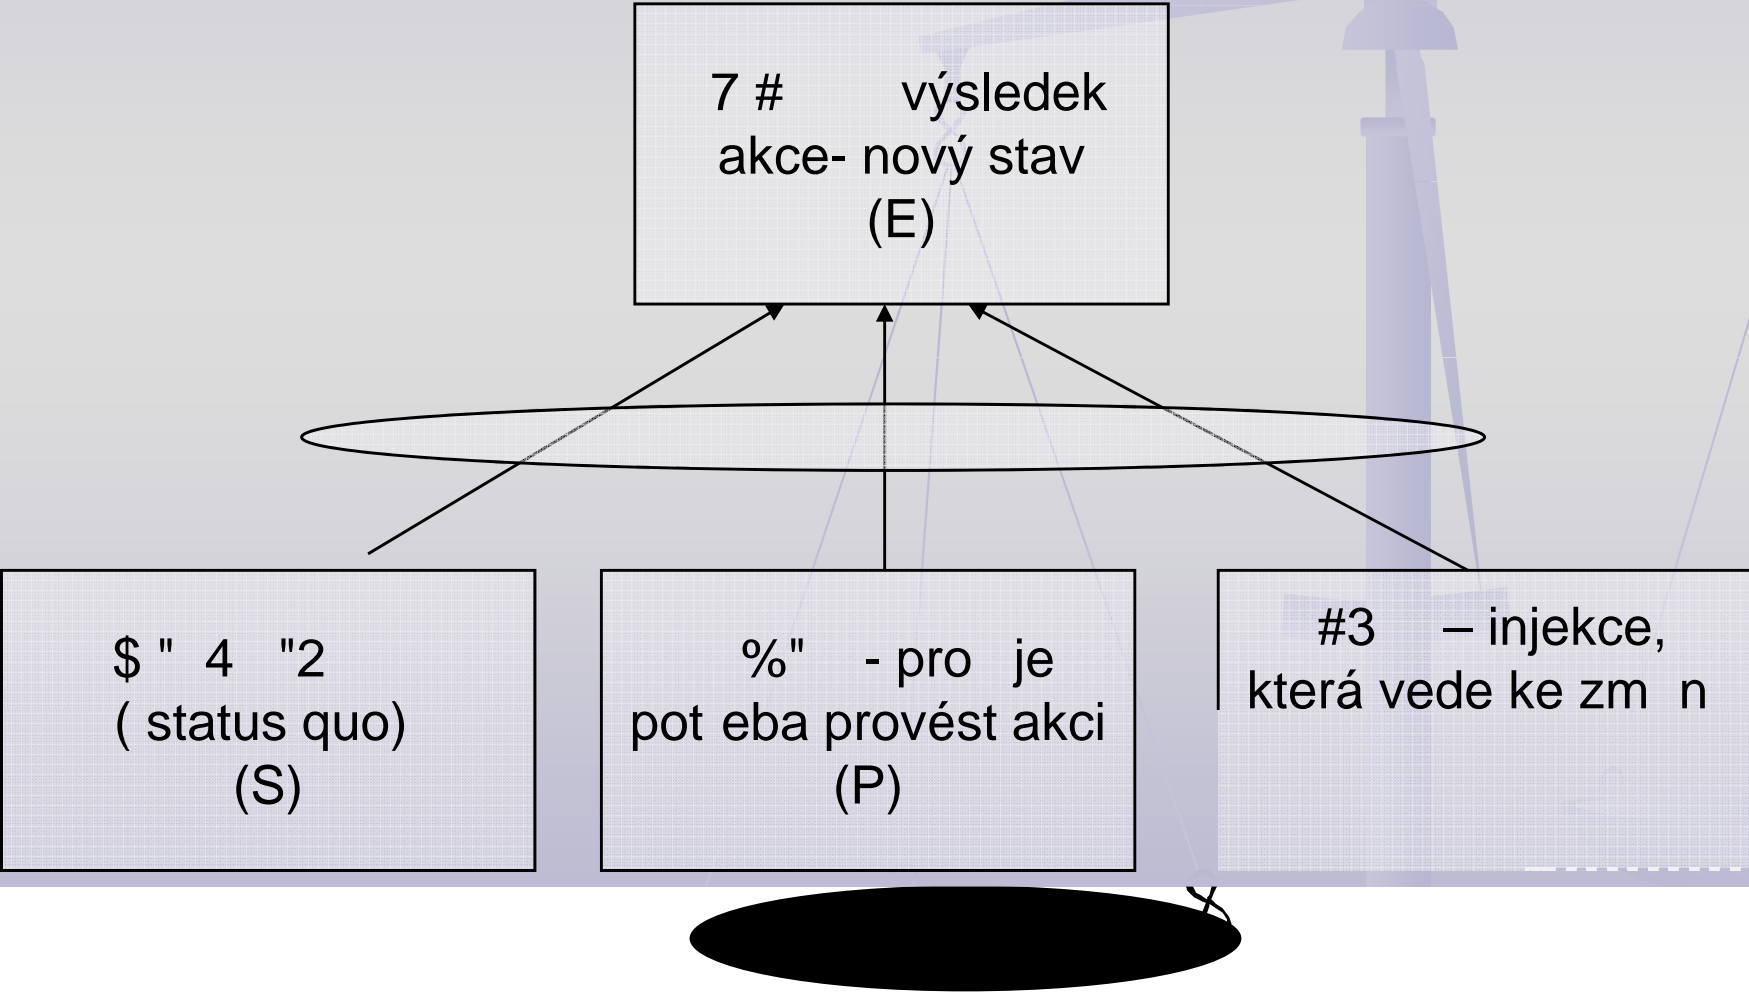 7 # výsledek
akce- nový stav
(E)
$ " 4 "2
( status quo)
(S)
%" - pro je
pot eba provést akci
(P)
#3 – injekce,
která vede ke zm n